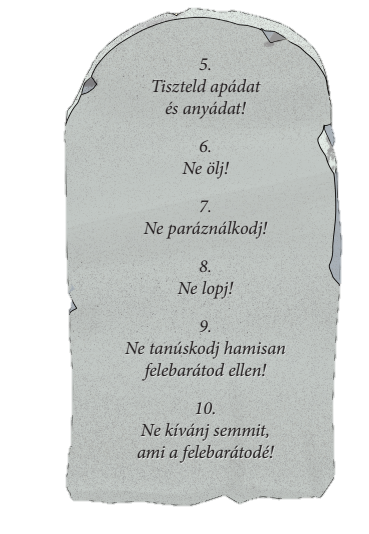 5.
Tiszteld apádat
és anyádat!
6.
Ne ölj!
7.
Ne paráználkodj!
8.
Ne lopj!
9.
Ne tanúskodj hamisan
felebarátod ellen!
10.
Ne kívánj semmit,
ami a felebarátodé!